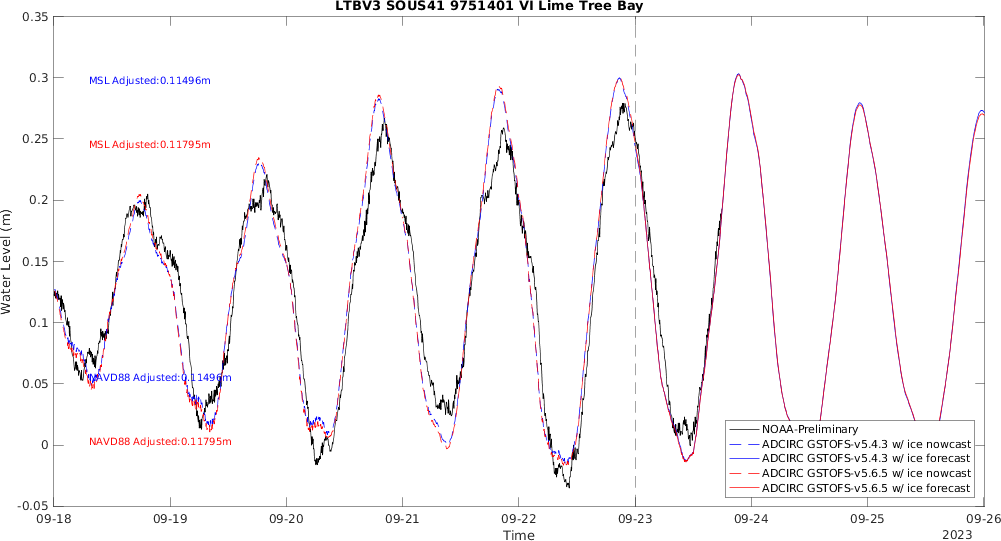 LTBV3 SOUS41 9751401 VI Lime Tree Bay
0.35
0.3
0.25
0.2
0.15
0.1
0.05
0
-0.05
Water Level (m)
MSL Adjusted:0.11496m
MSL Adjusted:0.11795m
NAVD88 Adjusted:0.11496m
NAVD88 Adjusted:0.11795m
NOAA-Preliminary
ADCIRC GSTOFS-v5.4.3 w/ ice nowcast
ADCIRC GSTOFS-v5.4.3 w/ ice forecast
ADCIRC GSTOFS-v5.6.5 w/ ice nowcast
ADCIRC GSTOFS-v5.6.5 w/ ice forecast
09-18 09-19 09-20 09-21 09-22 09-23 09-24 09-25 09-26
Time
2023